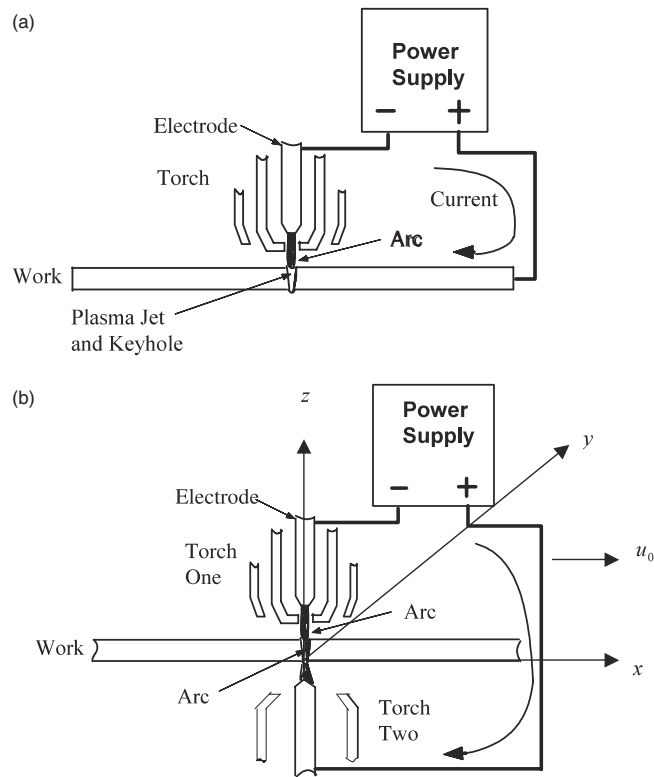 (a)
Power
Supply
− +
Electrode
Torch
Current
Arc
Work
Plasma Jet
and Keyhole
(b)
z
Power
Supply
− +
y
Electrode
Torch
One
u₀
Arc
Work
x
Arc
Torch
Two